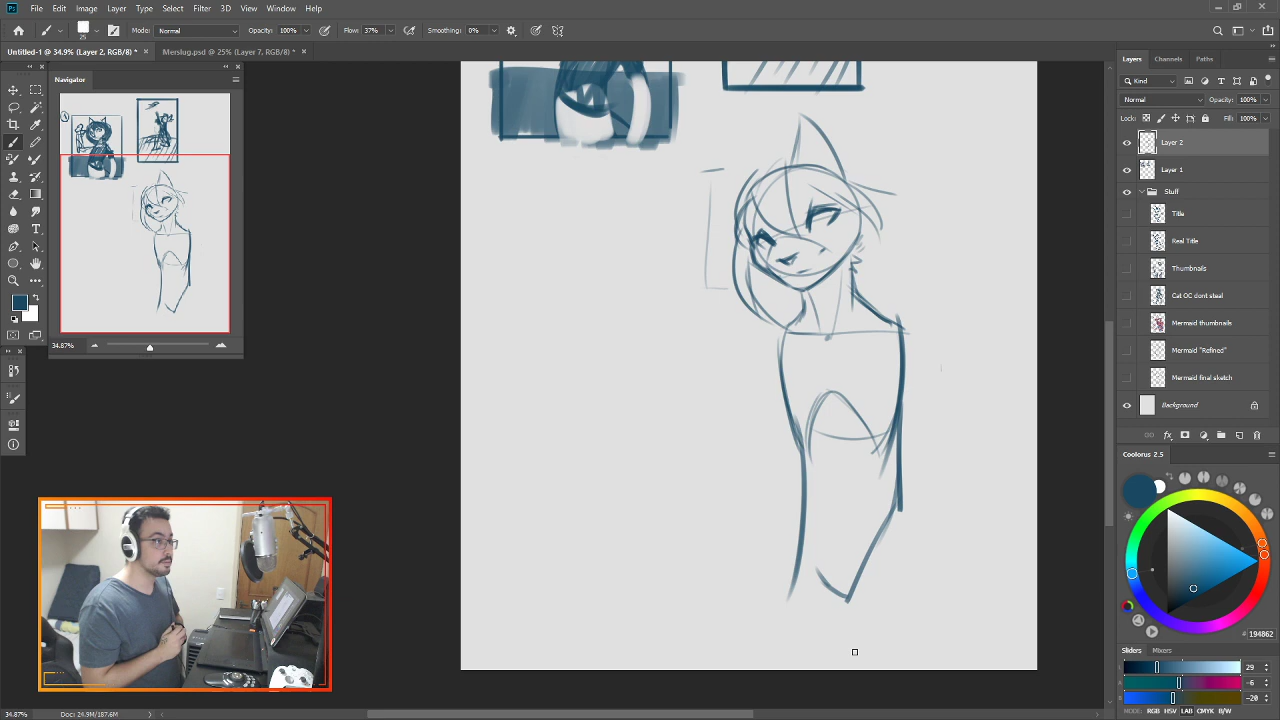 Ps File Edit Image Layer Type Select Filter 3D View Window Help
25 Mode: Normal Opacity: 100% Flow: 37% Smoothing: 0%
Untitled-1 @ 34.9% (Layer 2, RGB/8) * × Merslug.psd @ 25% (Layer 7, RGB/8) * ×
Navigator
34.87%
Layers Channels Paths
Kind
Normal Opacity: 100%
Lock: Fill: 100%
Layer 2
Layer 1
Stuff
Title
Real Title
Thumbnails
Cat OC dont steal
Mermaid thumbnails
Mermaid "Refined"
Mermaid final sketch
Background
fx
Coolorus 2.5
# 194862
Sliders Mixers
29
-6
-20
MODE: RGB HSV LAB CMYK B/W
34.87% Doc: 24.9M/187.6M